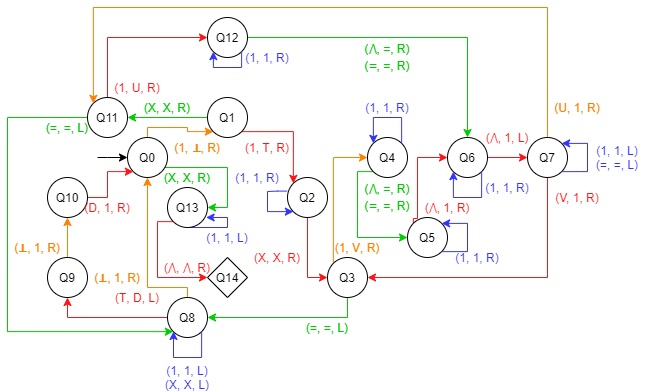 Q12
(Λ, =, R)
(1, 1, R)
(=, =, R)
(1, U, R)
(X, X, R)
(1, 1, R)
(U, 1, R)
Q11
Q1
(=, =, L)
(1, ⊥, R)
(1, T, R)
Q4
Q6
(Λ, 1, L)
Q7
(1, 1, L)
(=, =, L)
Q0
(X, X, R)
(1, 1, R)
(Λ, =, R)
(=, =, R)
(1, 1, R)
Q10
(D, 1, R)
Q13
Q2
(Λ, 1, R)
(V, 1, R)
(1, 1, L)
Q5
(⊥, 1, R)
(X, X, R)
(1, V, R)
(1, 1, R)
Q9
(⊥, 1, R)
(Λ, Λ, R)
Q14
Q3
(T, D, L)
Q8
(=, =, L)
(1, 1, L)
(X, X, L)